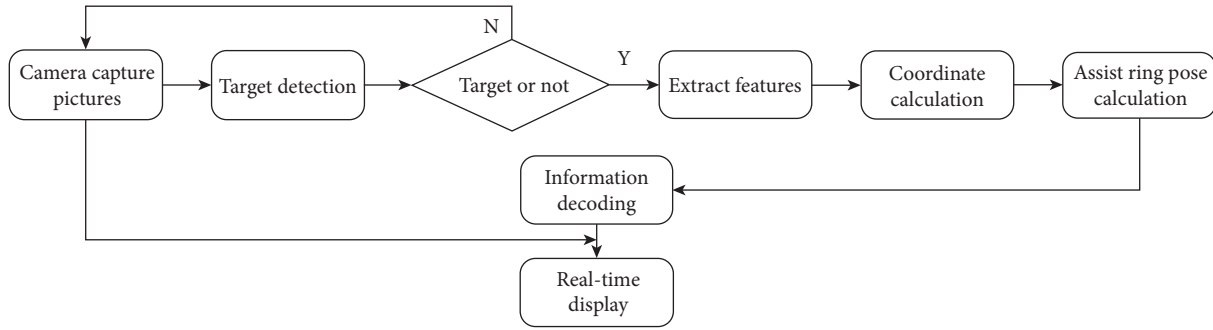 N
Camera capture
pictures
Target detection
Target or not
Y
Extract features
Coordinate
calculation
Assist ring pose
calculation
Information
decoding
Real-time
display